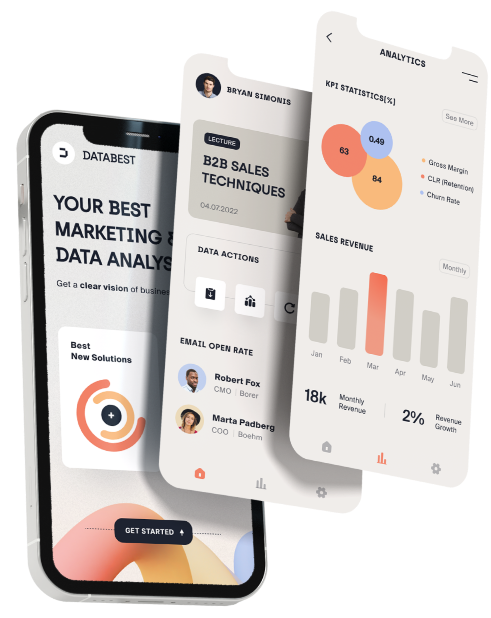 DATABEST
YOUR BEST
MARKETING &
DATA ANALYS
Get a clear vision of busines
Best
New Solutions
GET STARTED
BRYAN SIMONIS
LECTURE
B2B SALES
TECHNIQUES
04.07.2022
DATA ACTIONS
EMAIL OPEN RATE
Robert Fox
CMO | Borer
Marta Padberg
COO | Boehm
ANALYTICS
KPI STATISTICS(%)
See More
63
0.49
84
Gross Margin
CLR (Retention)
Churn Rate
SALES REVENUE
Monthly
Jan Feb Mar Apr May Jun
18k Monthly
Revenue
2% Revenue
Growth